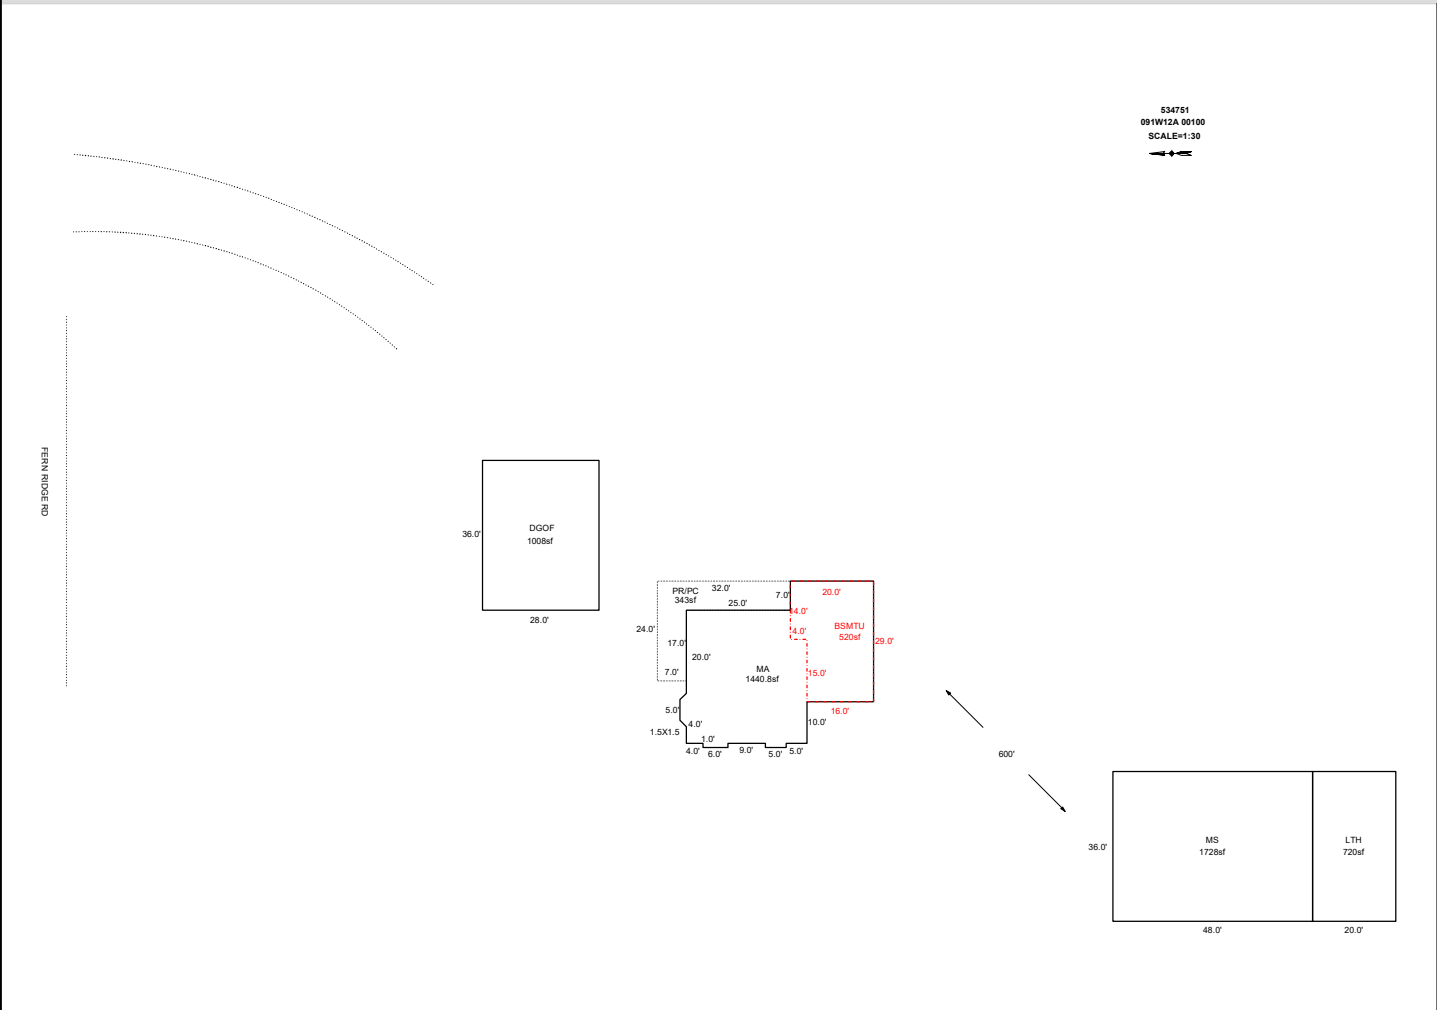 534751
091W12A 00100
SCALE=1:30
FERN RIDGE RD
DGOF
1008sf
36.0'
28.0'
PR/PC
343sf
32.0'
25.0'
7.0'
24.0'
17.0'
20.0'
7.0'
5.0'
4.0'
1.5X1.5
1.0'
4.0'
6.0'
9.0'
5.0'
5.0'
10.0'
MA
1440.8sf
20.0'
14.0'
4.0'
BSMTU
520sf
29.0'
15.0'
16.0'
600'
MS
1728sf
36.0'
48.0'
LTH
720sf
20.0'